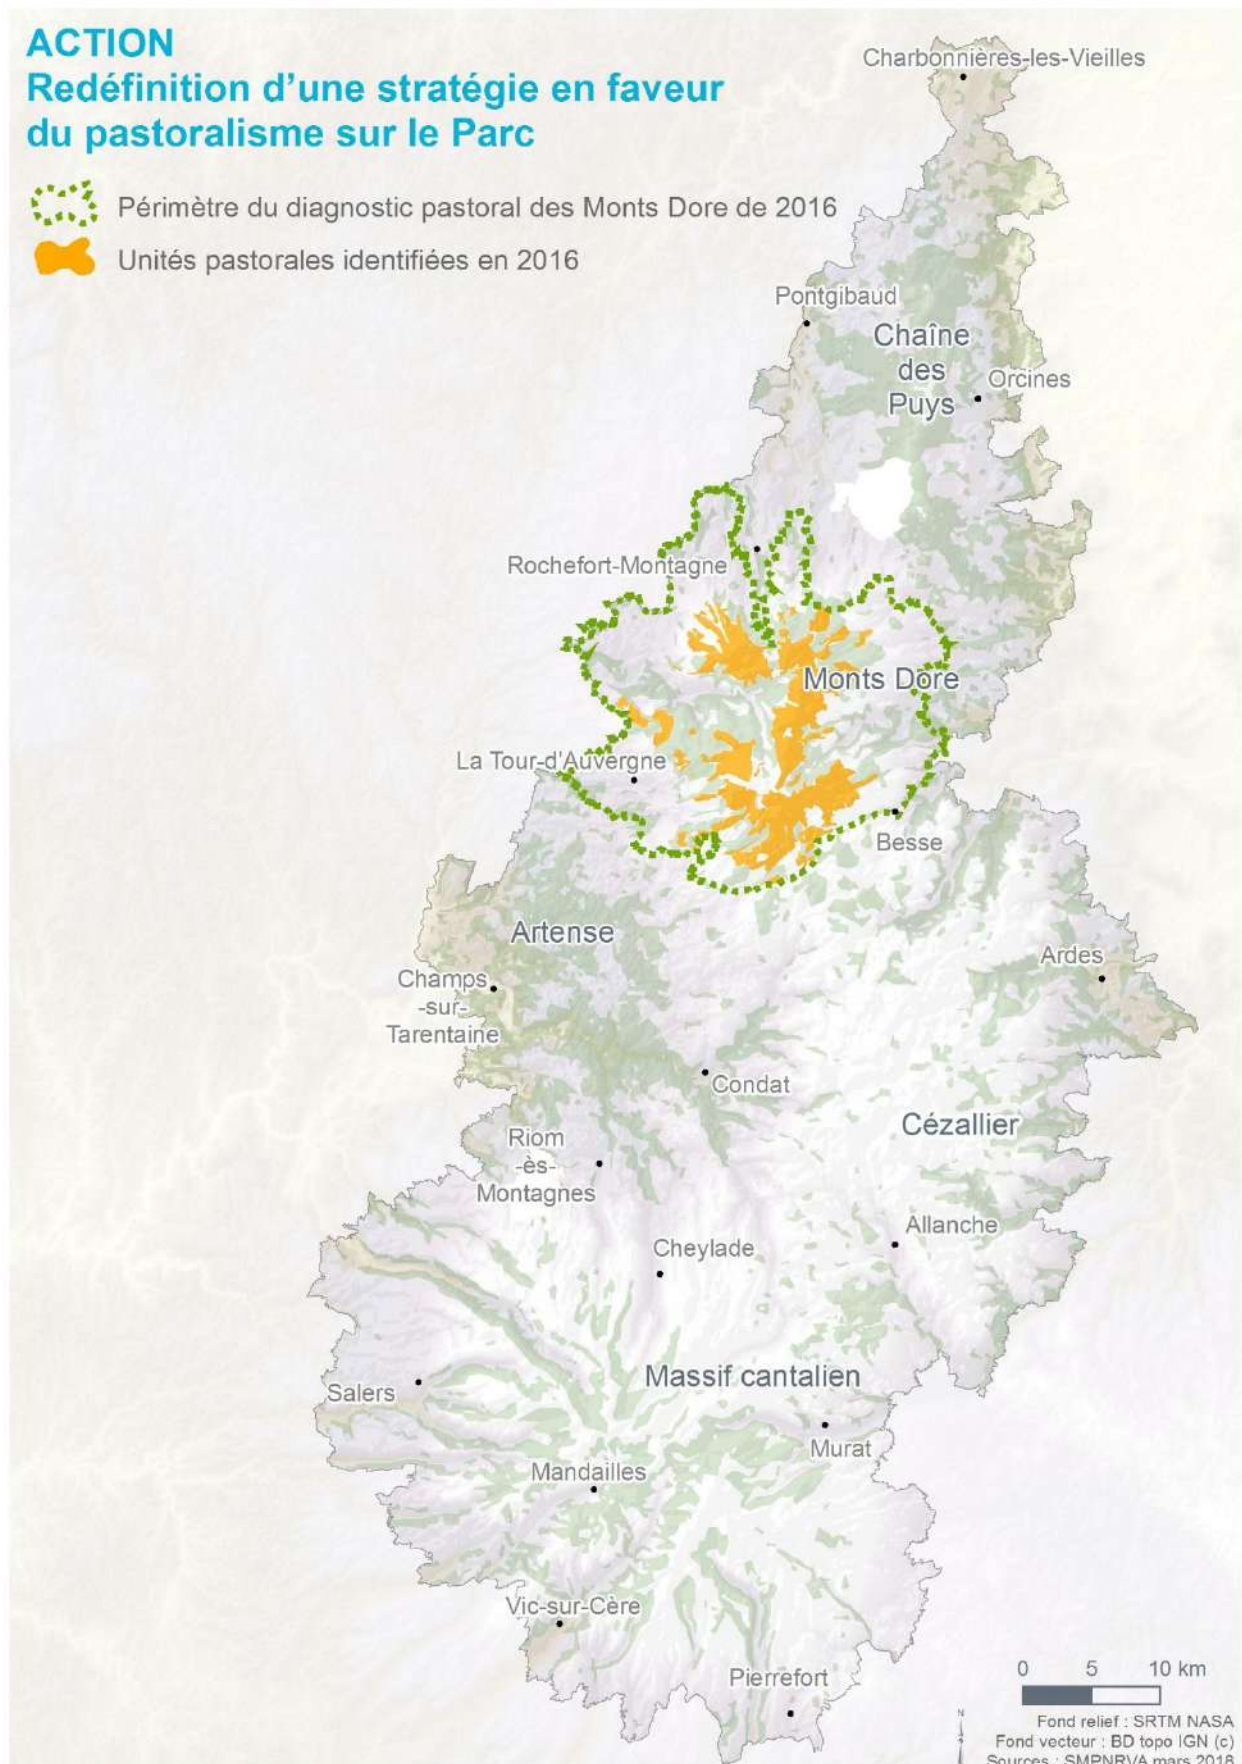 ACTION
Redéfinition d'une stratégie en faveur
du pastoralisme sur le Parc
Périmètre du diagnostic pastoral des Monts Dore de 2016
Unités pastorales identifiées en 2016
Charbonnières-les-Vieilles
Pontgibaud
Chaîne
des
Puys
Orcines
Rochefort-Montagne
Monts Dore
La Tour-d'Auvergne
Besse
Artense
Ardes
Champs
-sur-
Tarentaine
Condat
Cézallier
Riom
-ès-
Montagnes
Allanche
Cheylade
Massif cantalien
Salers
Murat
Mandailles
Vic-sur-Cère
Pierrefort
0 5 10 km
N
Fond relief : SRTM NASA
Fond vecteur : BD topo IGN (c)
Sources : SMPNRVA mars 2018